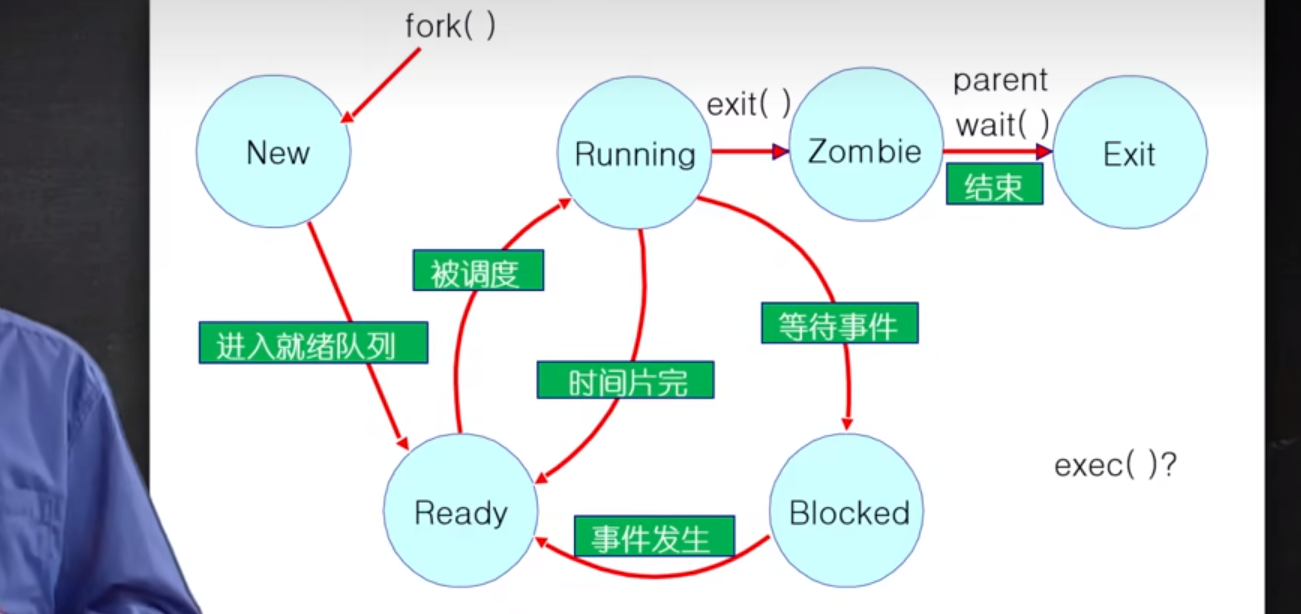 fork( )
New
Running
exit( )
Zombie
parent
wait( )
结束
Exit
被调度
进入就绪队列
时间片完
等待事件
exec( )?
Ready
事件发生
Blocked